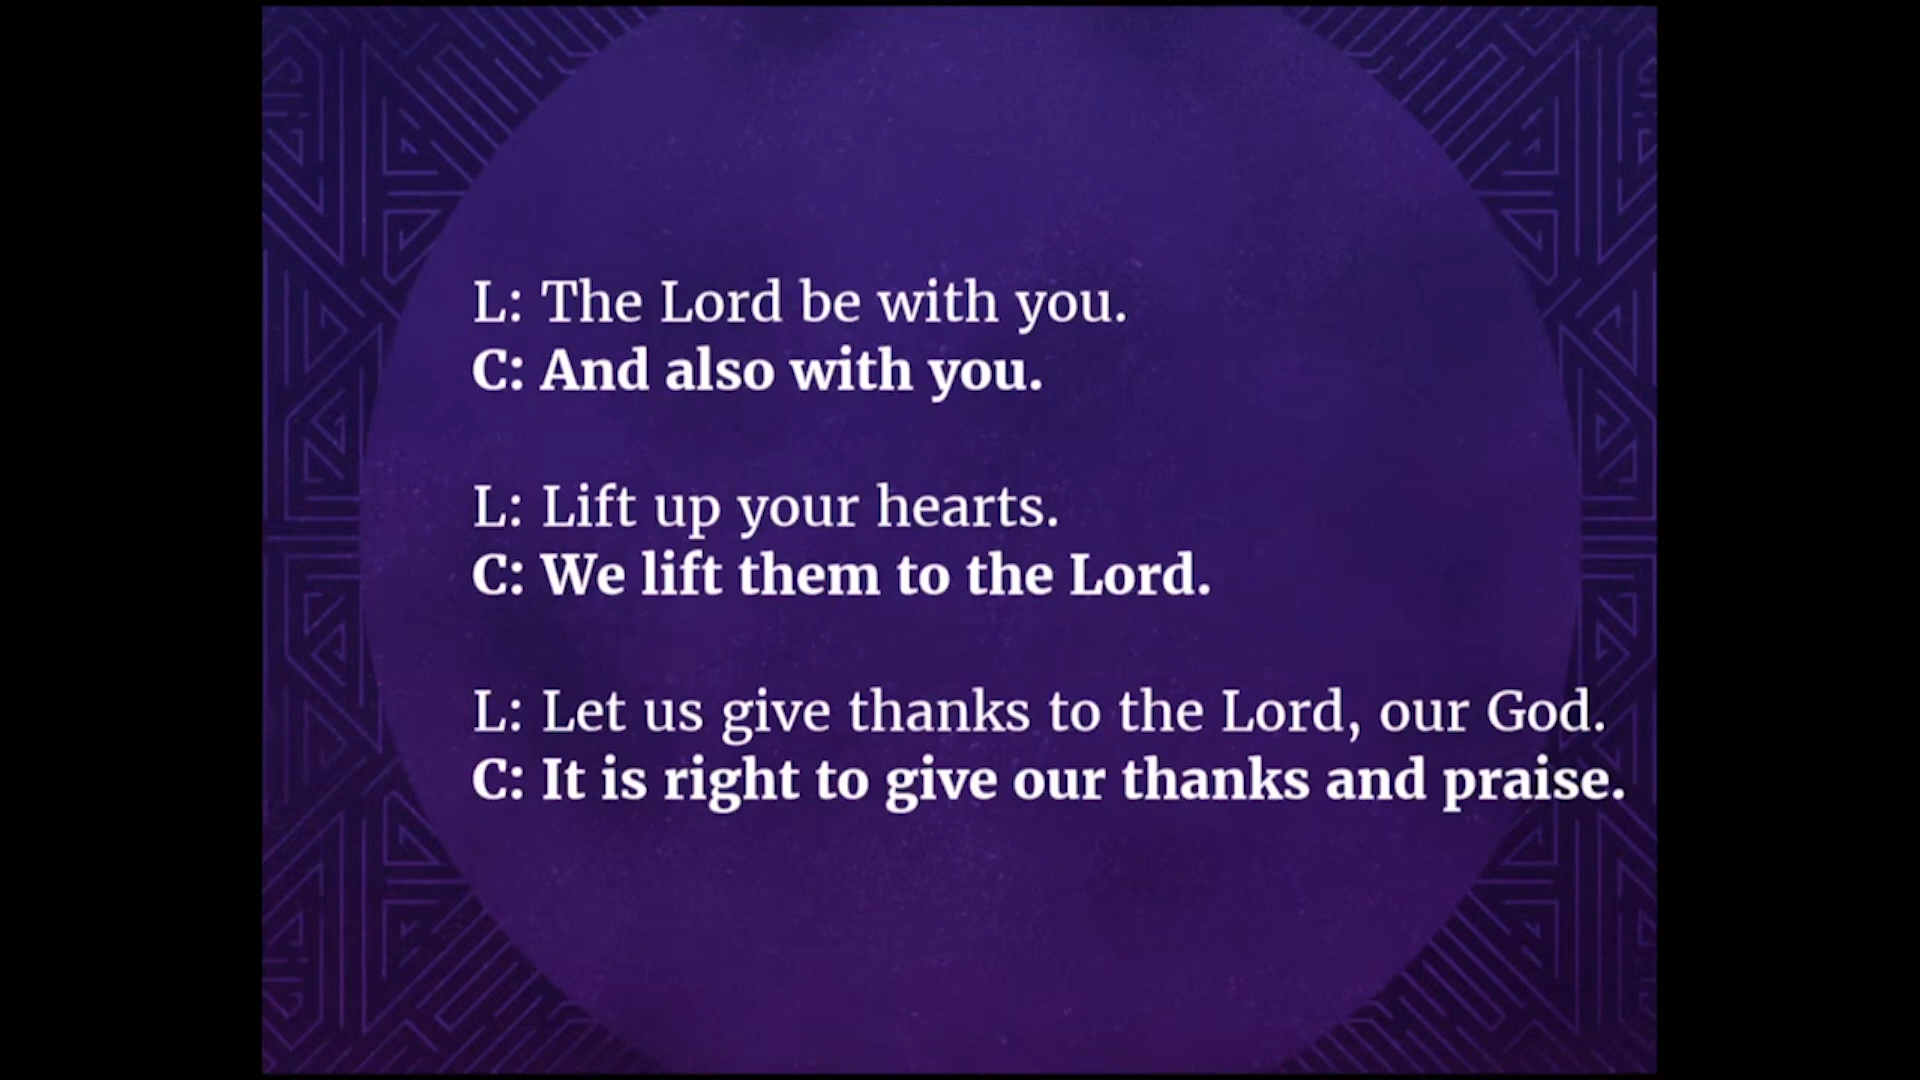 L: The Lord be with you.
C: And also with you.
L: Lift up your hearts.
C: We lift them to the Lord.
L: Let us give thanks to the Lord, our God.
C: It is right to give our thanks and praise.